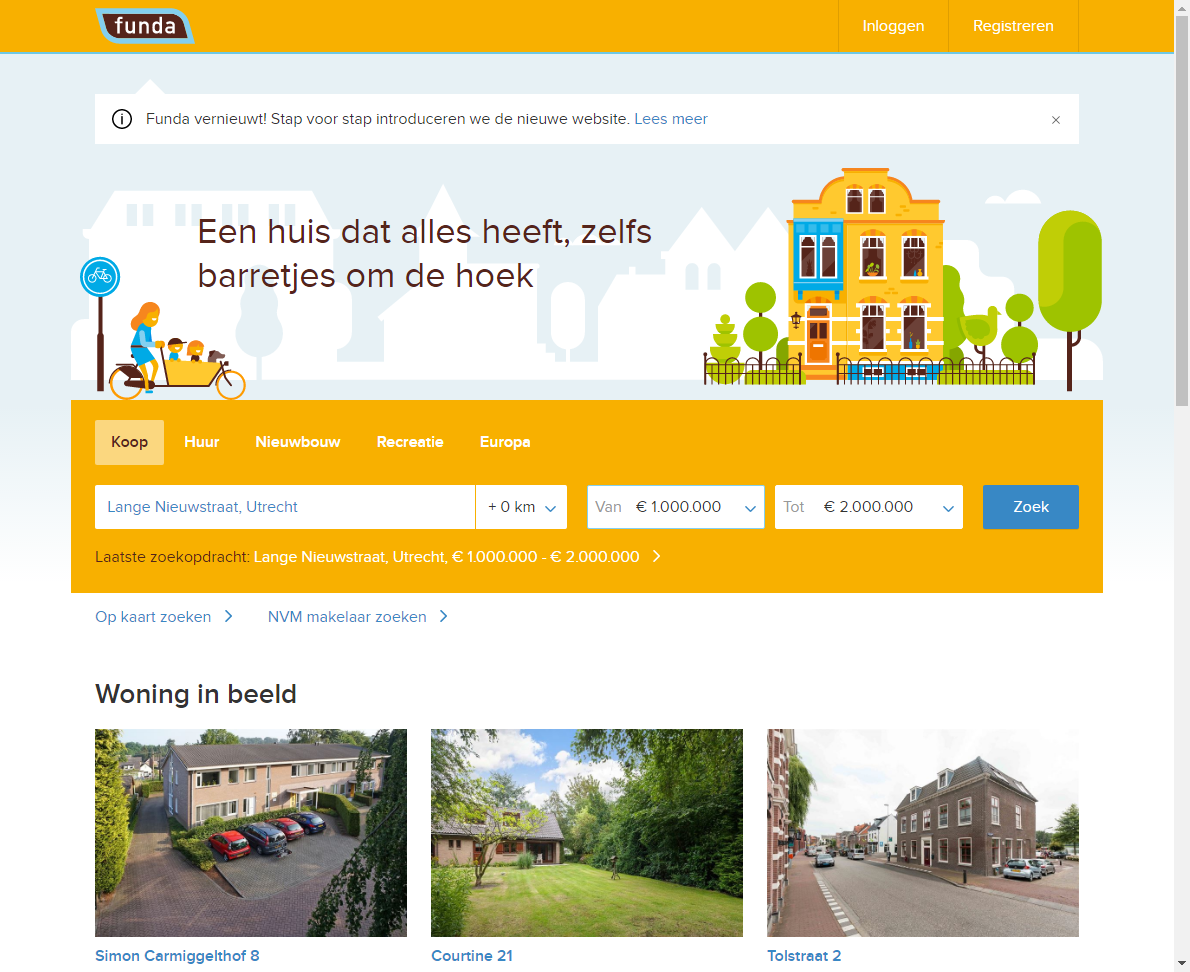 funda
Inloggen
Registreren
Funda vernieuwt! Stap voor stap introduceren we de nieuwe website. Lees meer
Een huis dat alles heeft, zelfs
barretjes om de hoek
Koop
Huur
Nieuwbouw
Recreatie
Europa
Lange Nieuwstraat, Utrecht
+ 0 km
Van € 1.000.000
Tot € 2.000.000
Zoek
Laatste zoekopdracht: Lange Nieuwstraat, Utrecht, € 1.000.000 - € 2.000.000
Op kaart zoeken
NVM makelaar zoeken
Woning in beeld
Simon Carmiggelthof 8
Courtine 21
Tolstraat 2